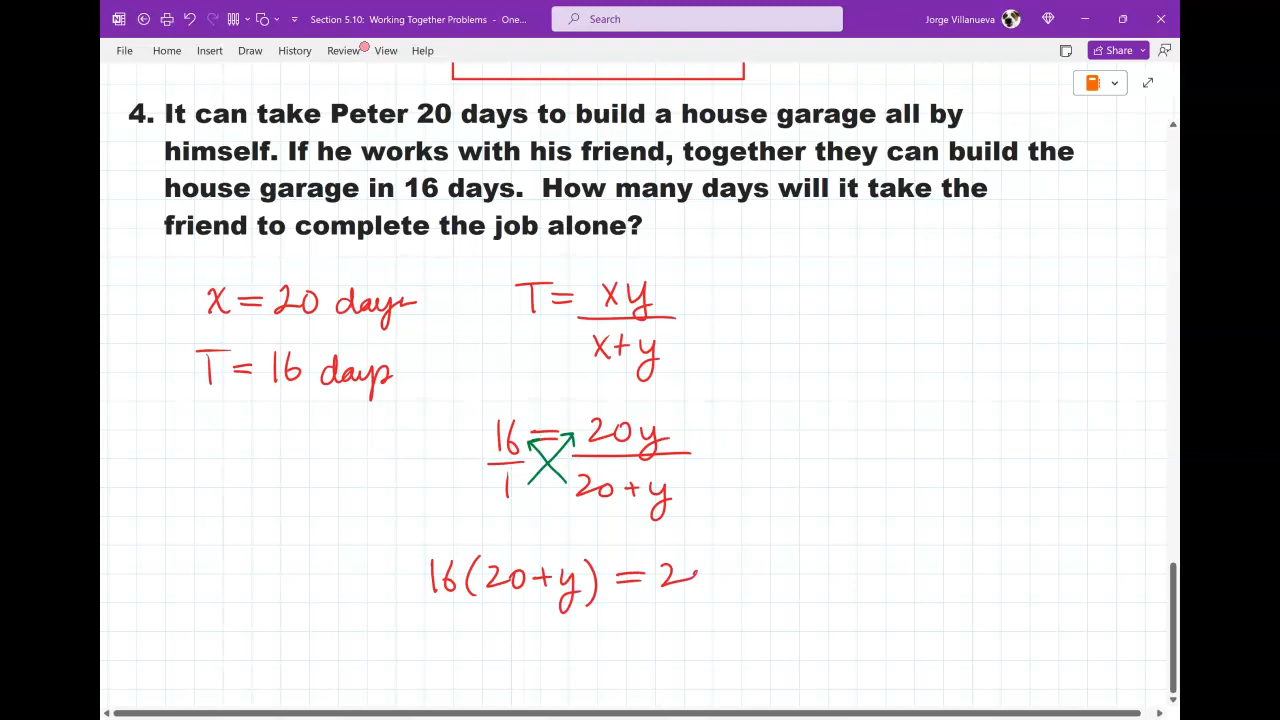 Section 5.10: Working Together Problems - One...
Search
Jorge Villanueva
File Home Insert Draw History Review View Help
Share
4. It can take Peter 20 days to build a house garage all by
himself. If he works with his friend, together they can build the
house garage in 16 days. How many days will it take the
friend to complete the job alone?
x = 20 days
T = xy / x+y
T = 16 days
16/1 = 20y / 20+y
16(20+y) = 2